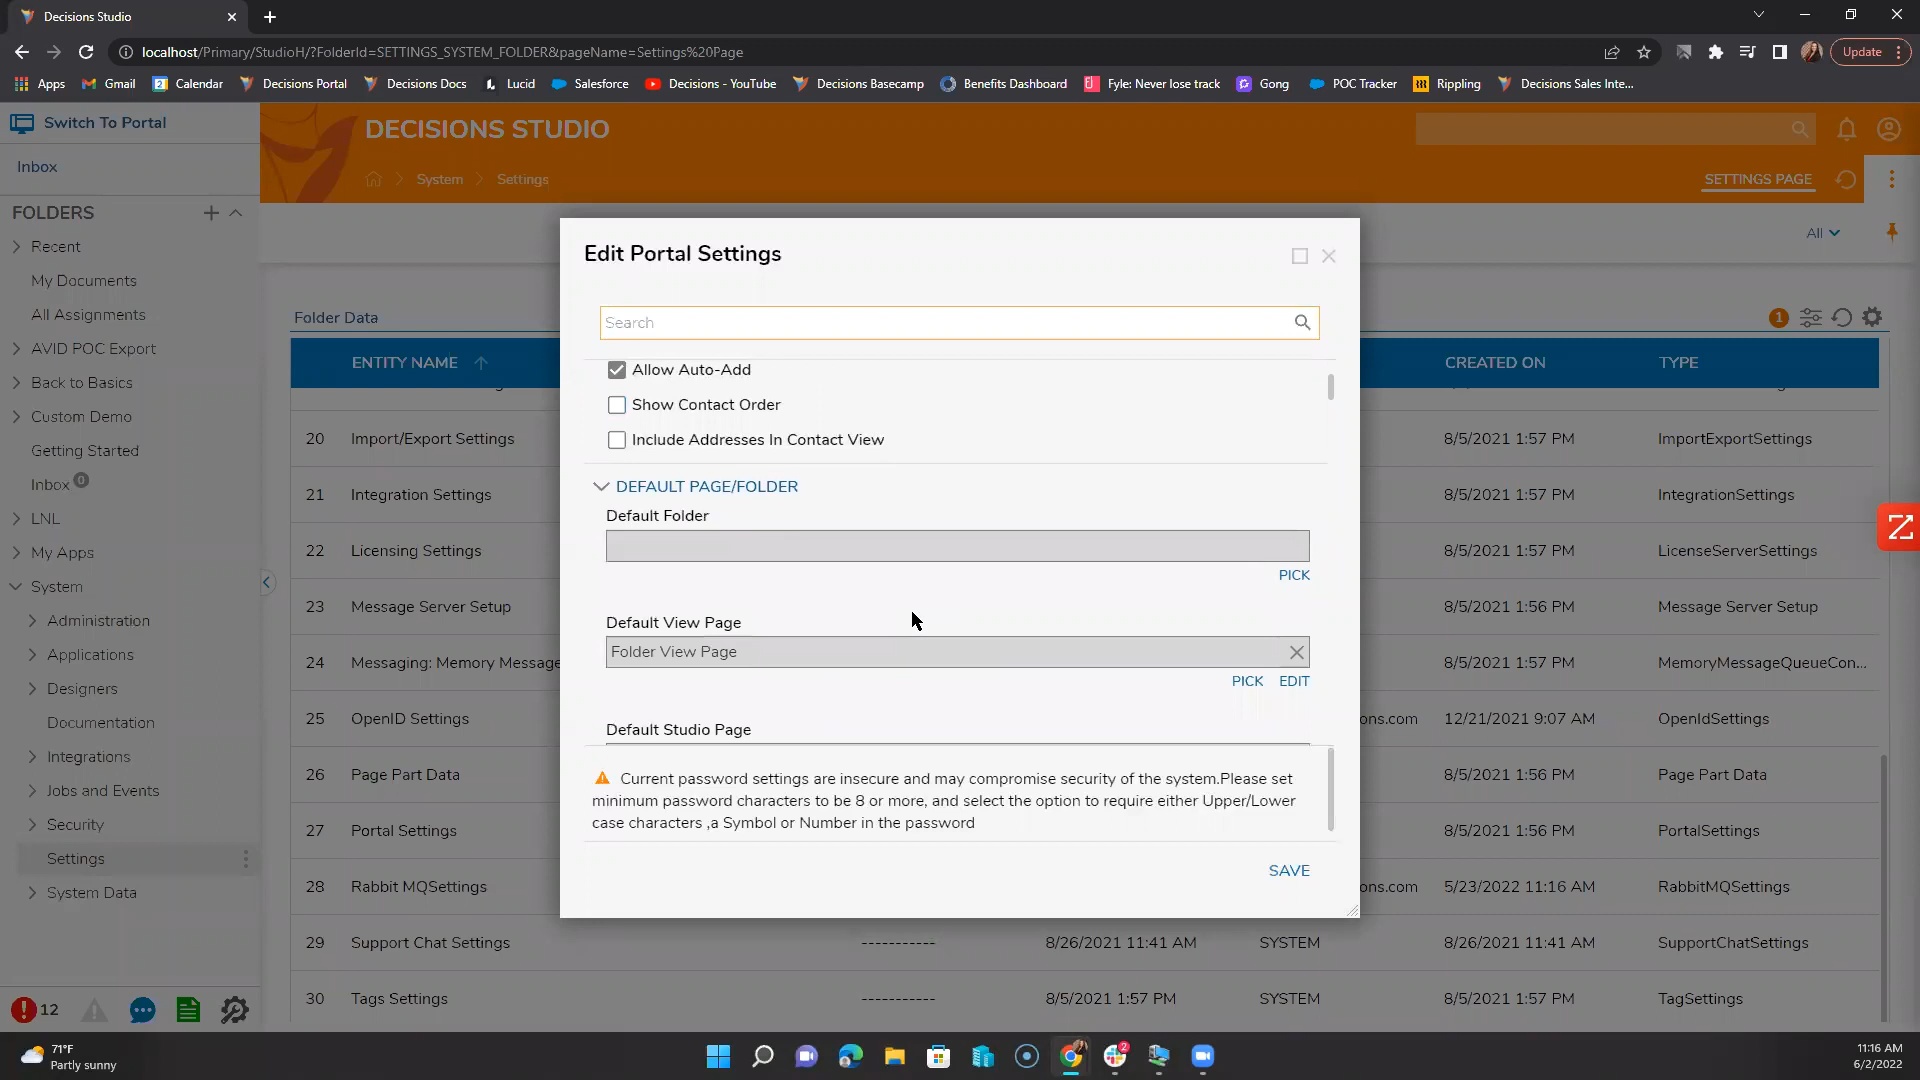 Decisions Studio
localhost/Primary/StudioH/?FolderId=SETTINGS_SYSTEM_FOLDER&pageName=Settings%20Page
Update
Apps
Gmail
Calendar
Decisions Portal
Decisions Docs
Lucid
Salesforce
Decisions - YouTube
Decisions Basecamp
Benefits Dashboard
Fyle: Never lose track
Gong
POC Tracker
Rippling
Decisions Sales Inte...
Switch To Portal
DECISIONS STUDIO
Inbox
System
Settings
SETTINGS PAGE
FOLDERS
Recent
My Documents
All Assignments
AVID POC Export
Back to Basics
Custom Demo
Getting Started
Inbox 0
LNL
My Apps
System
Administration
Applications
Designers
Documentation
Integrations
Jobs and Events
Security
Settings
System Data
12
All
Folder Data
1
ENTITY NAME CREATED ON TYPE
20 Import/Export Settings 8/5/2021 1:57 PM ImportExportSettings
21 Integration Settings 8/5/2021 1:57 PM IntegrationSettings
22 Licensing Settings 8/5/2021 1:57 PM LicenseServerSettings
23 Message Server Setup 8/5/2021 1:56 PM Message Server Setup
24 Messaging: Memory Message 8/5/2021 1:57 PM MemoryMessageQueueCon...
25 OpenID Settings ons.com 12/21/2021 9:07 AM OpenIdSettings
26 Page Part Data 8/5/2021 1:56 PM Page Part Data
27 Portal Settings 8/5/2021 1:56 PM PortalSettings
28 Rabbit MQSettings ons.com 5/23/2022 11:16 AM RabbitMQSettings
29 Support Chat Settings ----------- 8/26/2021 11:41 AM SYSTEM 8/26/2021 11:41 AM SupportChatSettings
30 Tags Settings ----------- 8/5/2021 1:57 PM SYSTEM 8/5/2021 1:57 PM TagSettings
Edit Portal Settings
Search
Allow Auto-Add
Show Contact Order
Include Addresses In Contact View
DEFAULT PAGE/FOLDER
Default Folder
PICK
Default View Page
Folder View Page
PICK EDIT
Default Studio Page
Current password settings are insecure and may compromise security of the system.Please set
minimum password characters to be 8 or more, and select the option to require either Upper/Lower
case characters ,a Symbol or Number in the password
SAVE
71°F
Partly sunny
2
11:16 AM
6/2/2022